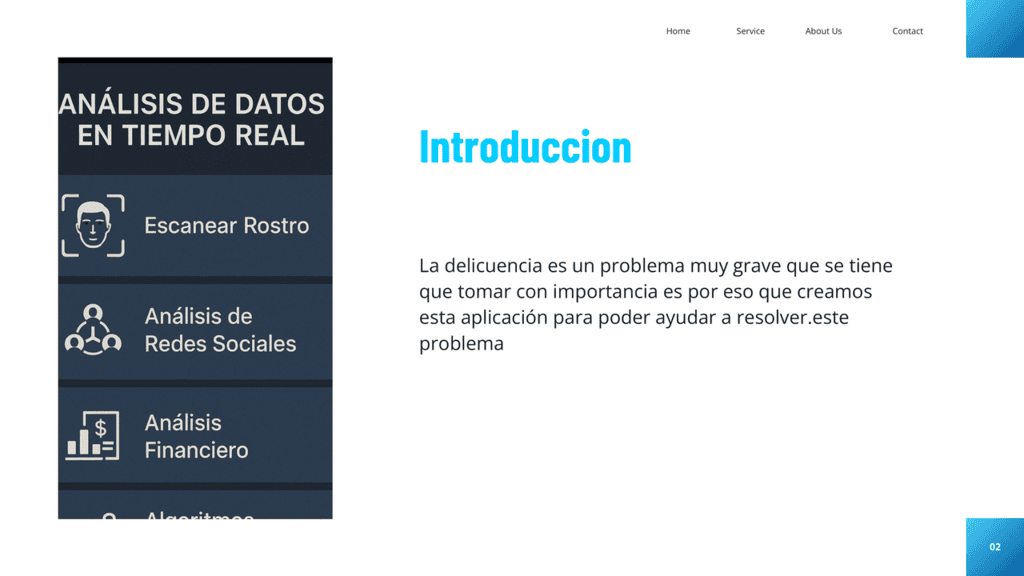 Home Service About Us Contact
ANÁLISIS DE DATOS
EN TIEMPO REAL
Escanear Rostro
Análisis de
Redes Sociales
Análisis
Financiero
Algoritmos
Introduccion
La delicuencia es un problema muy grave que se tiene
que tomar con importancia es por eso que creamos
esta aplicación para poder ayudar a resolver.este
problema
02